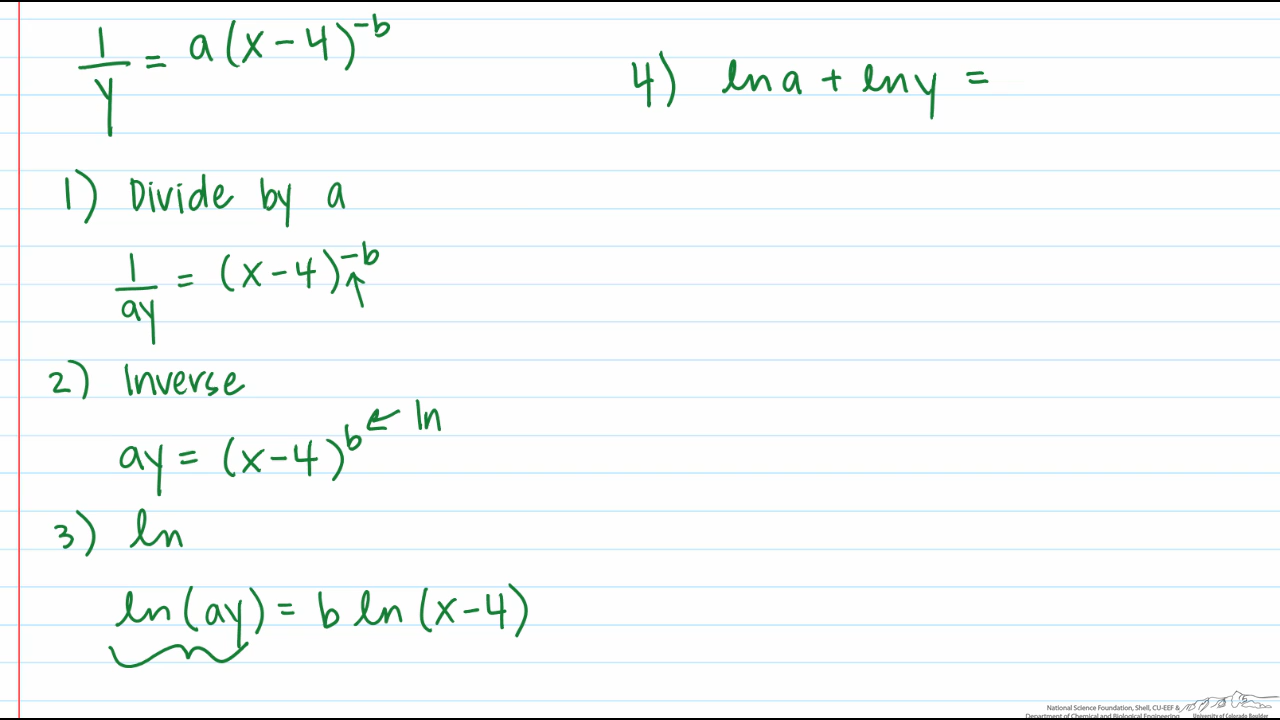 1/y = a(x-4)^-b
1) Divide by a
1/ay = (x-4)^-b
2) Inverse
ay = (x-4)^b ← ln
3) ln
ln(ay) = b ln(x-4)
4) ln a + ln y =
National Science Foundation, Shell, CU-EEF &
Department of Chemical and Biological Engineering
University of Colorado Boulder